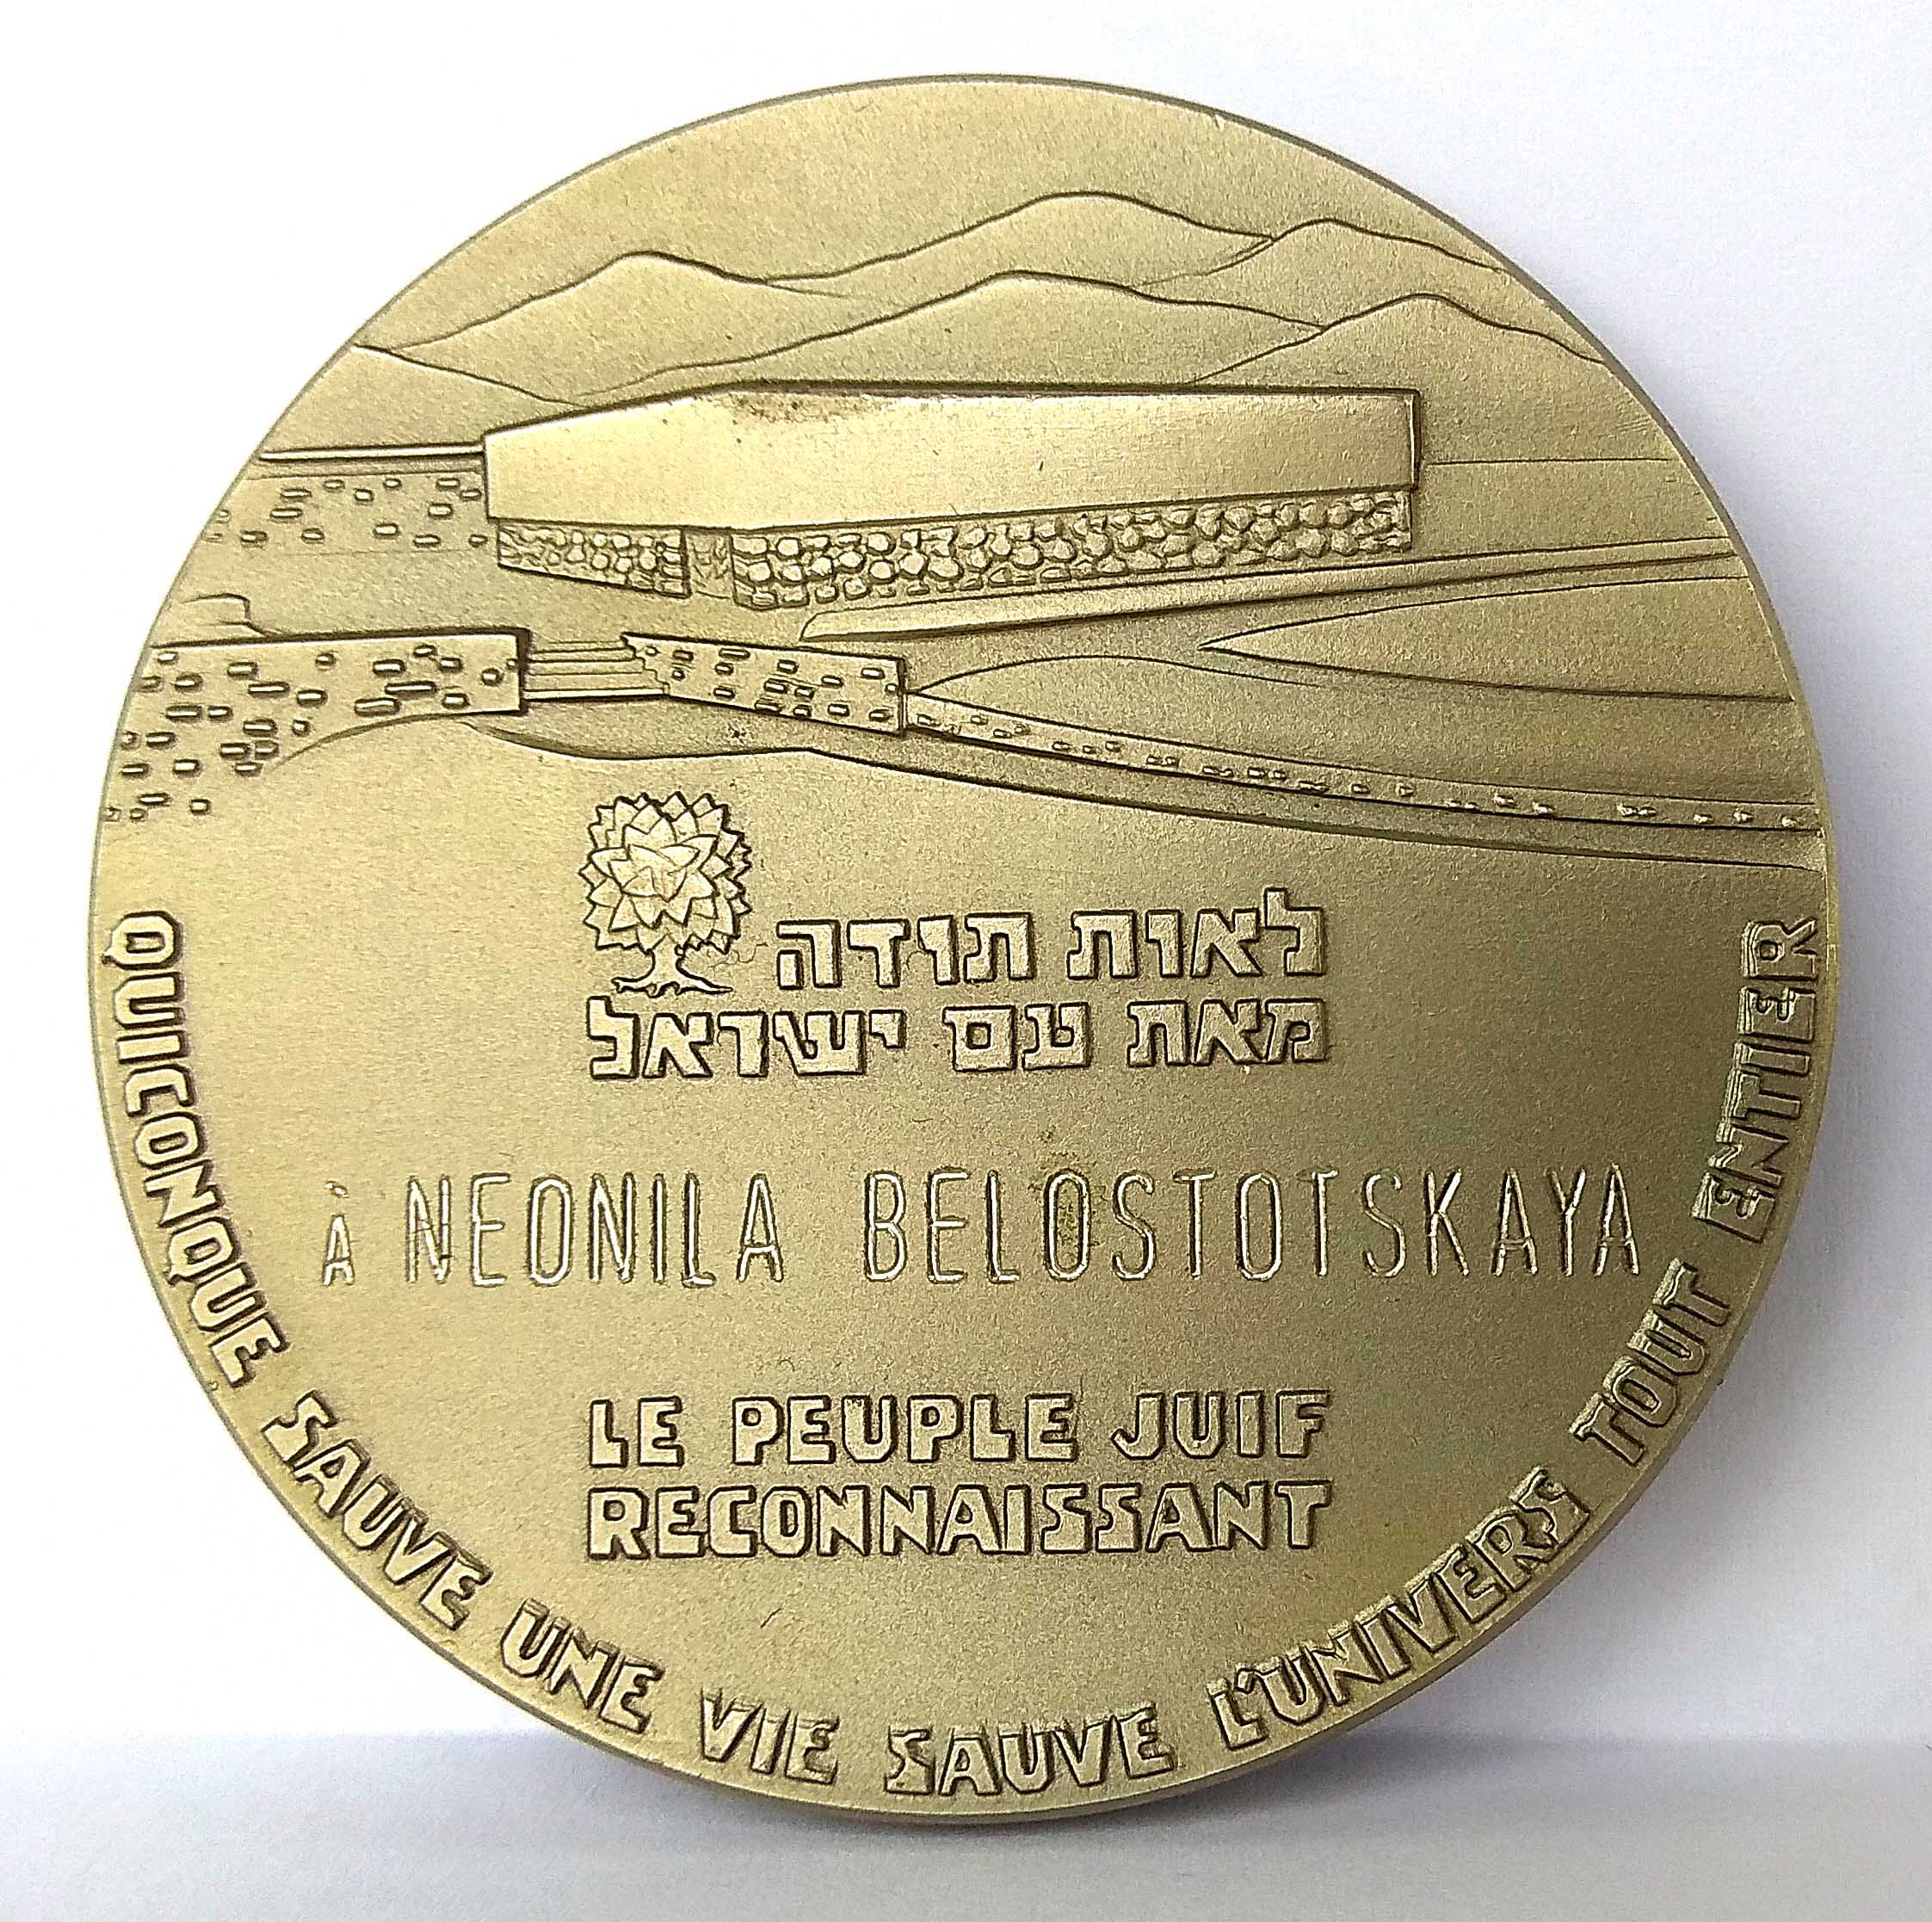 לאות תודה
מאת עם ישראל
À NEONILA BELOSTOTSKAYA
LE PEUPLE JUIF
RECONNAISSANT
QUICONQUE SAUVE UNE VIE SAUVE L'UNIVERS TOUT ENTIER